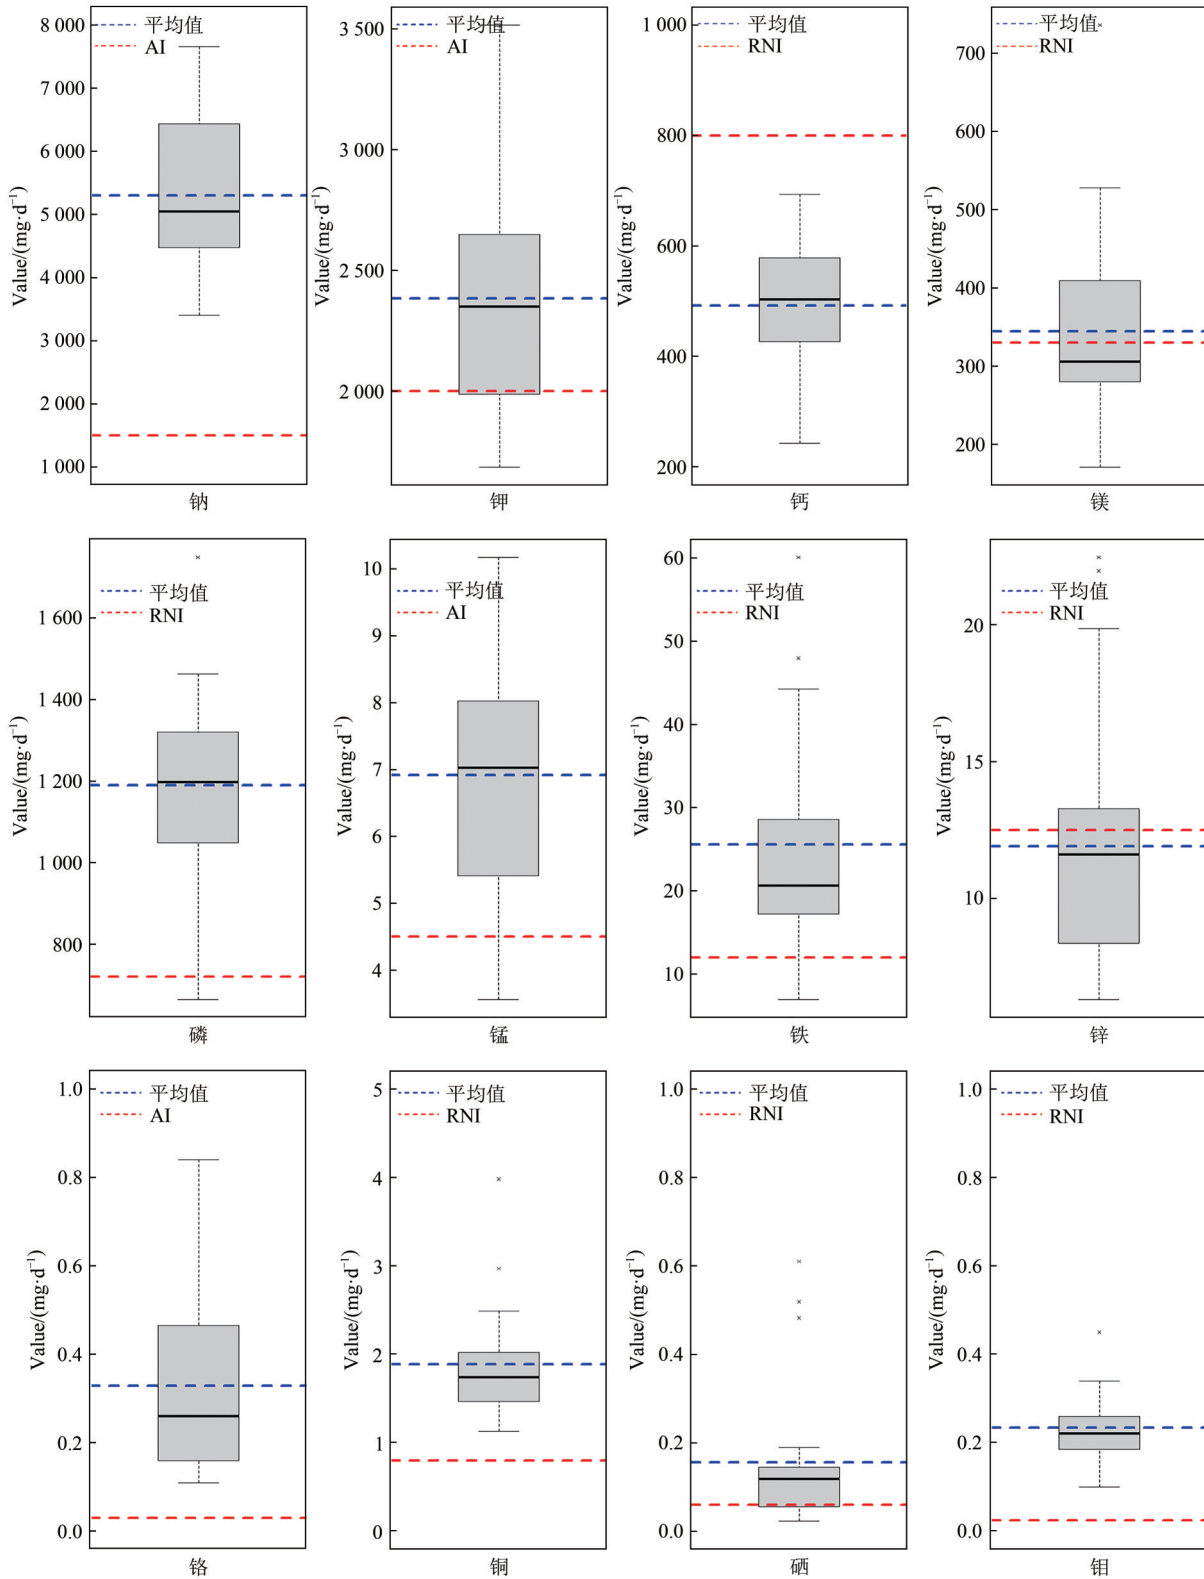 8 000
7 000
6 000
5 000
4 000
3 000
2 000
1 000
Value/(mg·d⁻¹)
平均值
AI
钠
3 500
3 000
2 500
2 000
Value/(mg·d⁻¹)
平均值
AI
钾
1 000
800
600
400
200
Value/(mg·d⁻¹)
平均值
RNI
钙
700
600
500
400
300
200
Value/(mg·d⁻¹)
平均值
RNI
镁
1 600
1 400
1 200
1 000
800
Value/(mg·d⁻¹)
平均值
RNI
磷
10
9
8
7
6
5
4
Value/(mg·d⁻¹)
平均值
AI
锰
60
50
40
30
20
10
Value/(mg·d⁻¹)
平均值
RNI
铁
20
15
10
Value/(mg·d⁻¹)
平均值
RNI
锌
1.0
0.8
0.6
0.4
0.2
0.0
Value/(mg·d⁻¹)
平均值
AI
铬
5
4
3
2
1
0
Value/(mg·d⁻¹)
平均值
RNI
铜
1.0
0.8
0.6
0.4
0.2
0.0
Value/(mg·d⁻¹)
平均值
RNI
硒
1.0
0.8
0.6
0.4
0.2
0.0
Value/(mg·d⁻¹)
平均值
RNI
钼